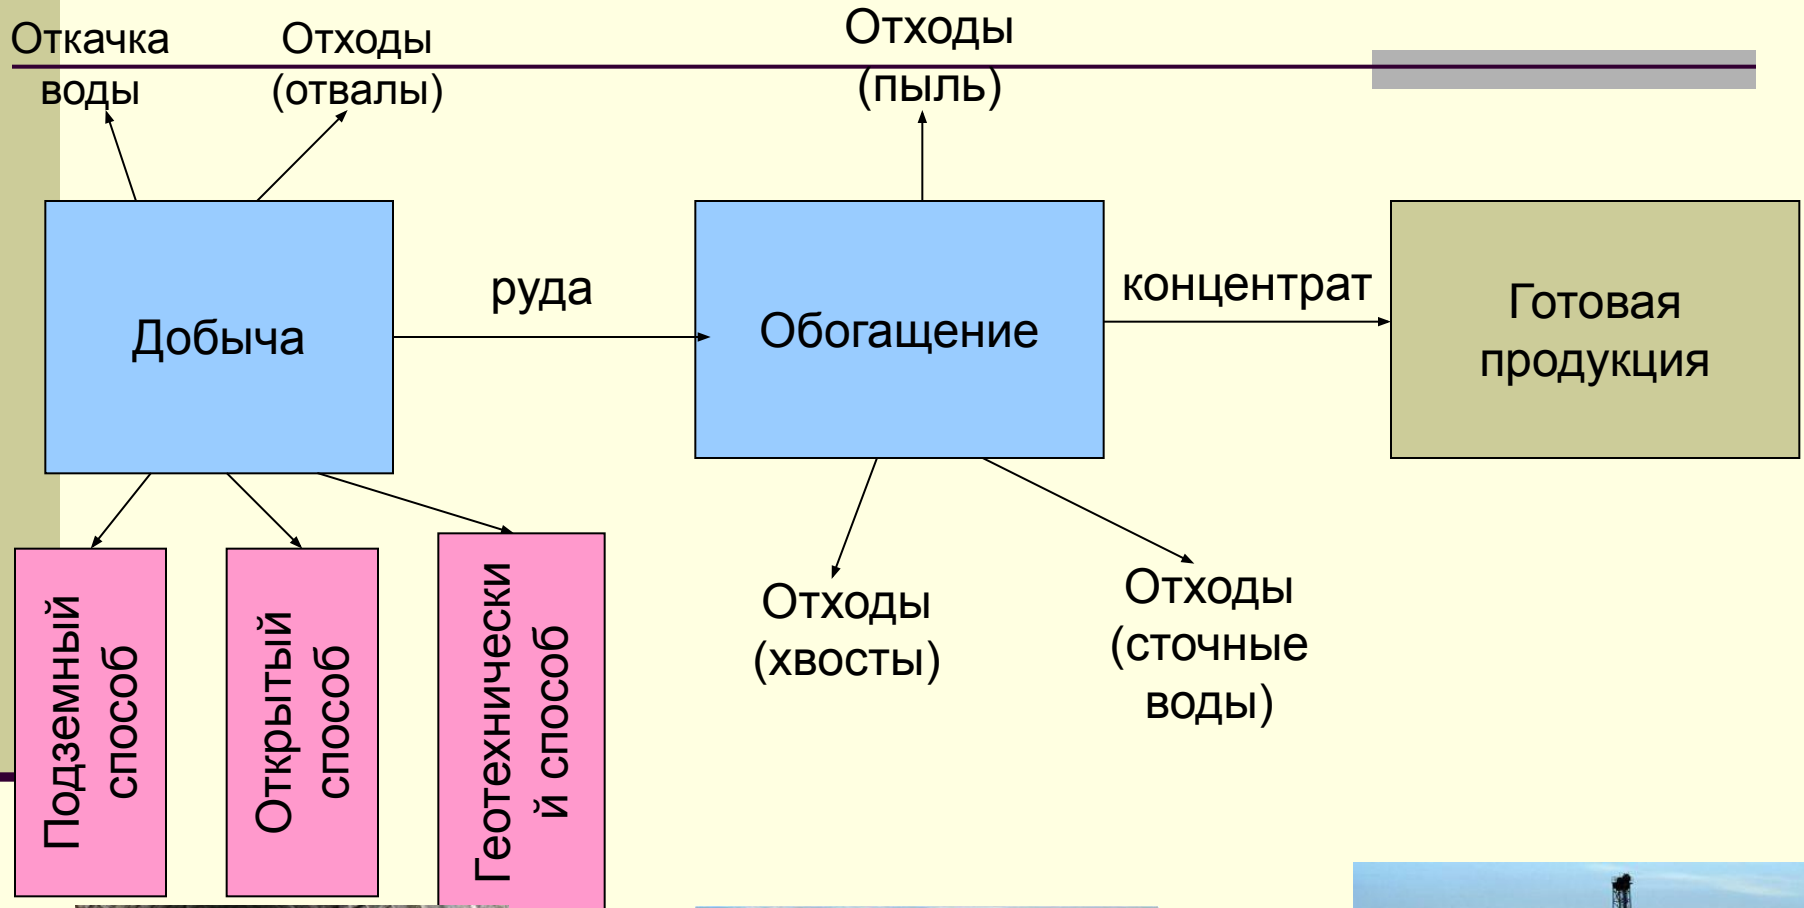 Откачка
воды
Отходы
(отвалы)
Отходы
(пыль)
Добыча
руда
Обогащение
концентрат
Готовая
продукция
Подземный
способ
Открытый
способ
Геотехнически
й способ
Отходы
(хвосты)
Отходы
(сточные
воды)